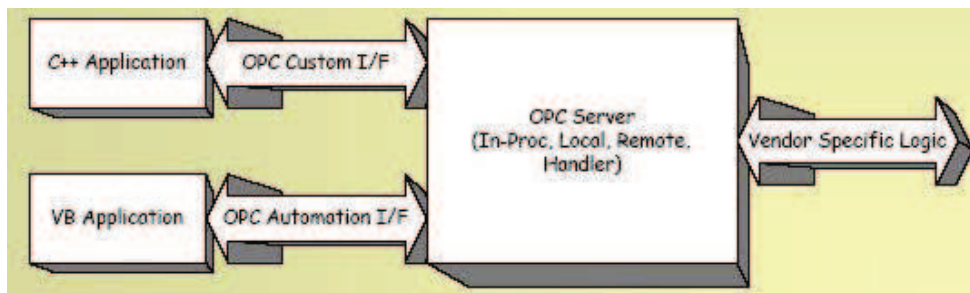 C++ Application
OPC Custom I/F
OPC Server
(In-Proc, Local, Remote,
Handler)
Vendor Specific Logic
VB Application
OPC Automation I/F